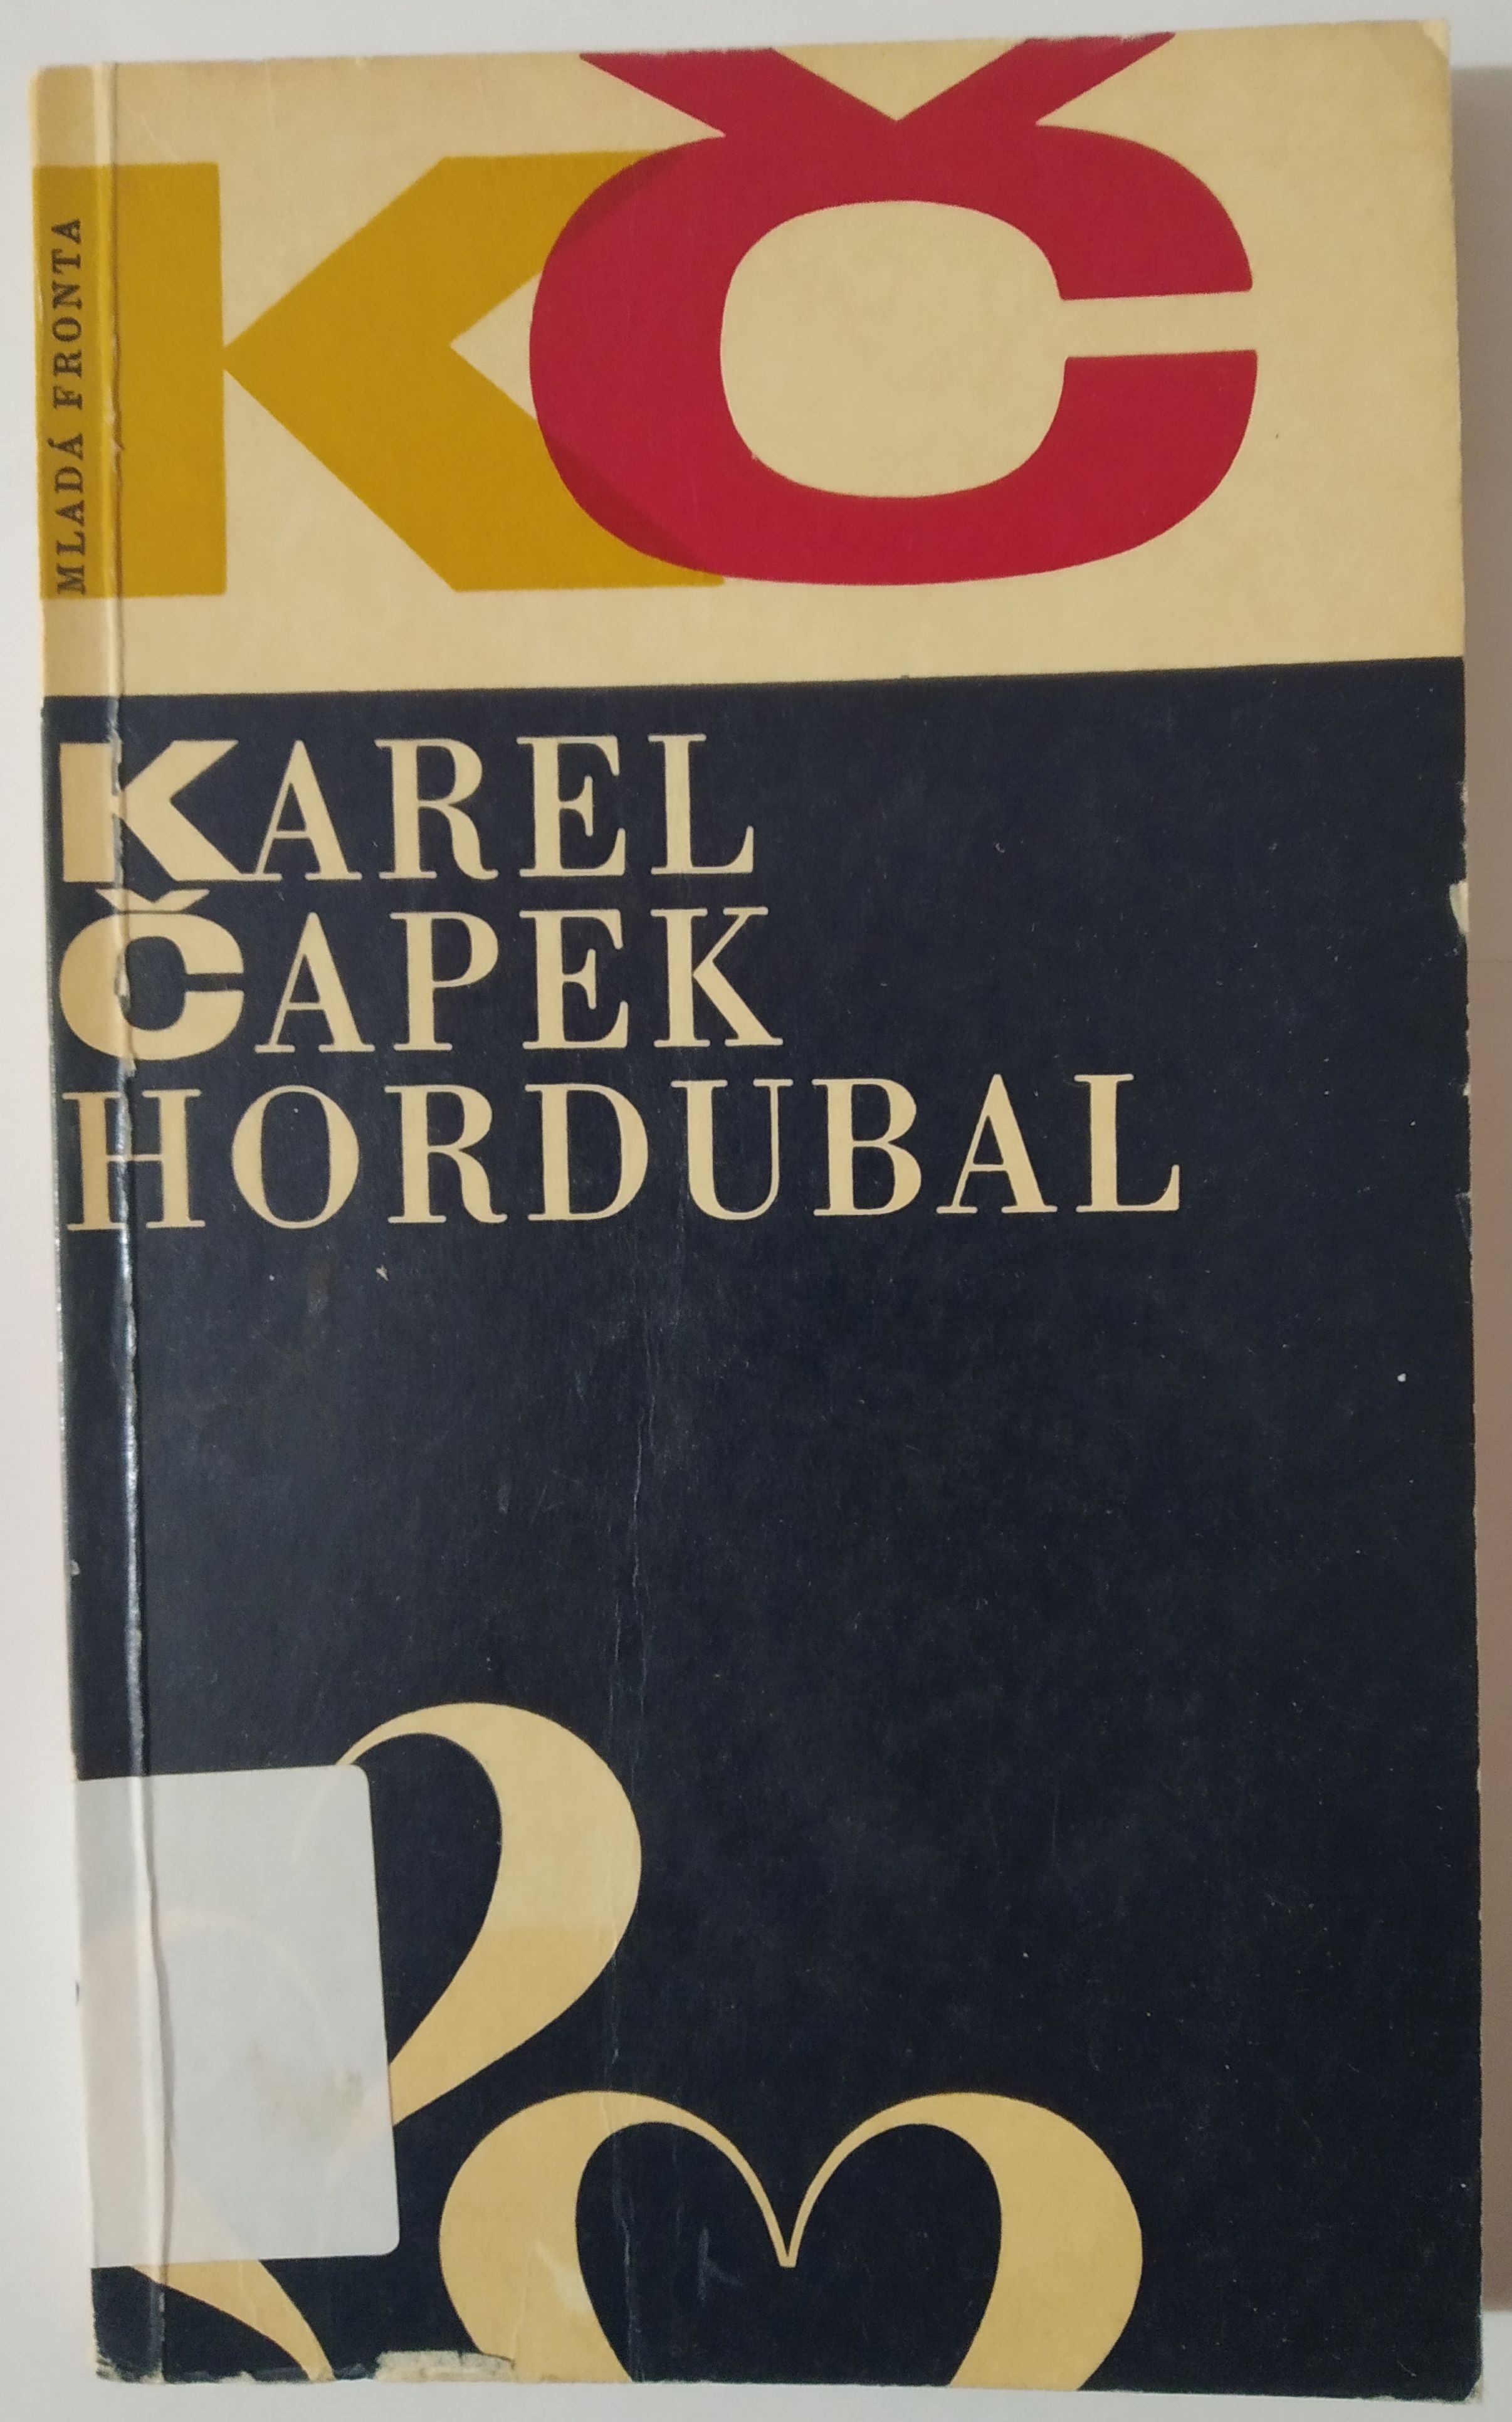 KČ
MLADÁ FRONTA
KAREL
ČAPEK
HORDUBAL